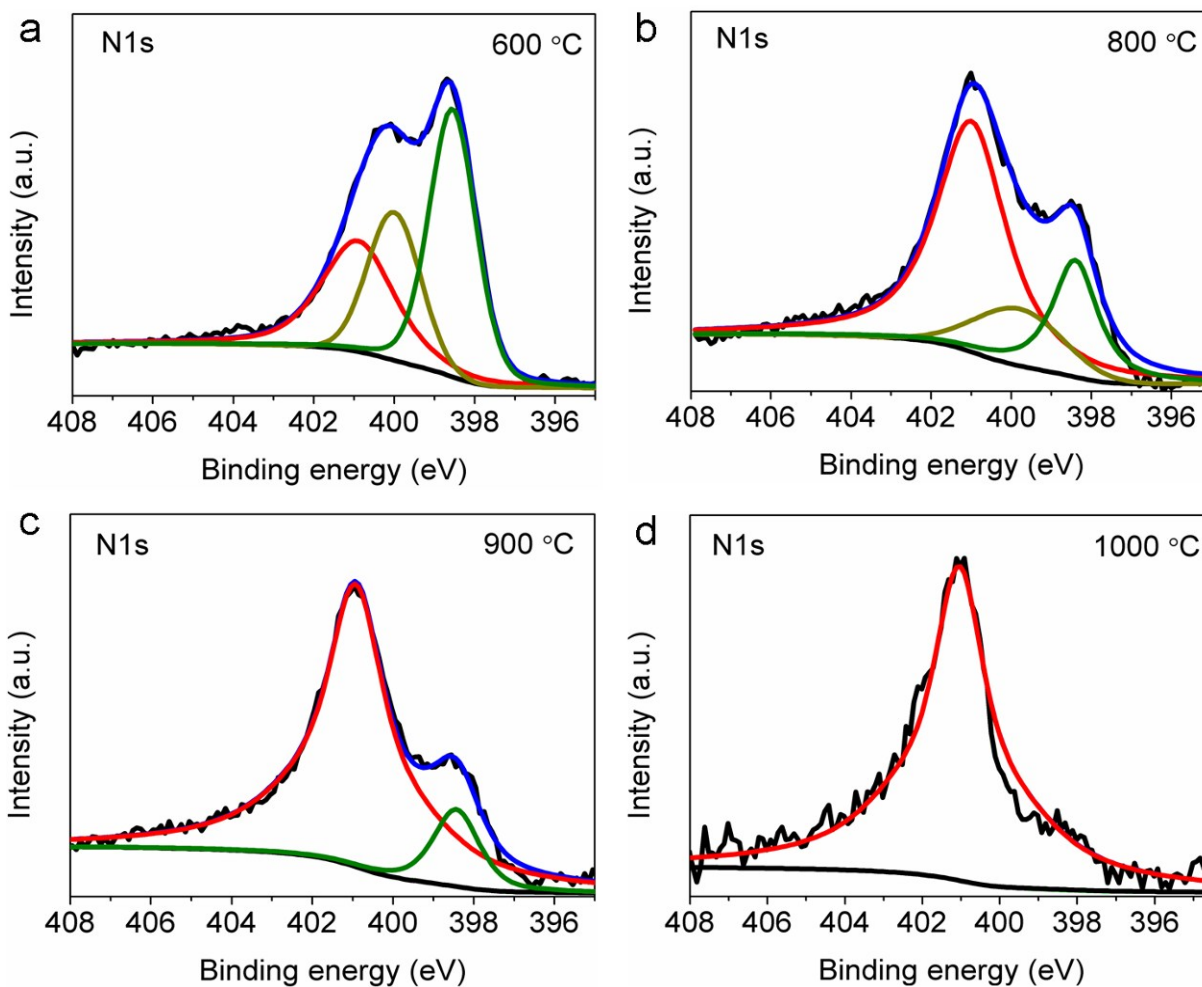 a
N1s
600 °C
Intensity (a.u.)
408 406 404 402 400 398 396
Binding energy (eV)
b
N1s
800 °C
Intensity (a.u.)
408 406 404 402 400 398 396
Binding energy (eV)
c
N1s
900 °C
Intensity (a.u.)
408 406 404 402 400 398 396
Binding energy (eV)
d
N1s
1000 °C
Intensity (a.u.)
408 406 404 402 400 398 396
Binding energy (eV)